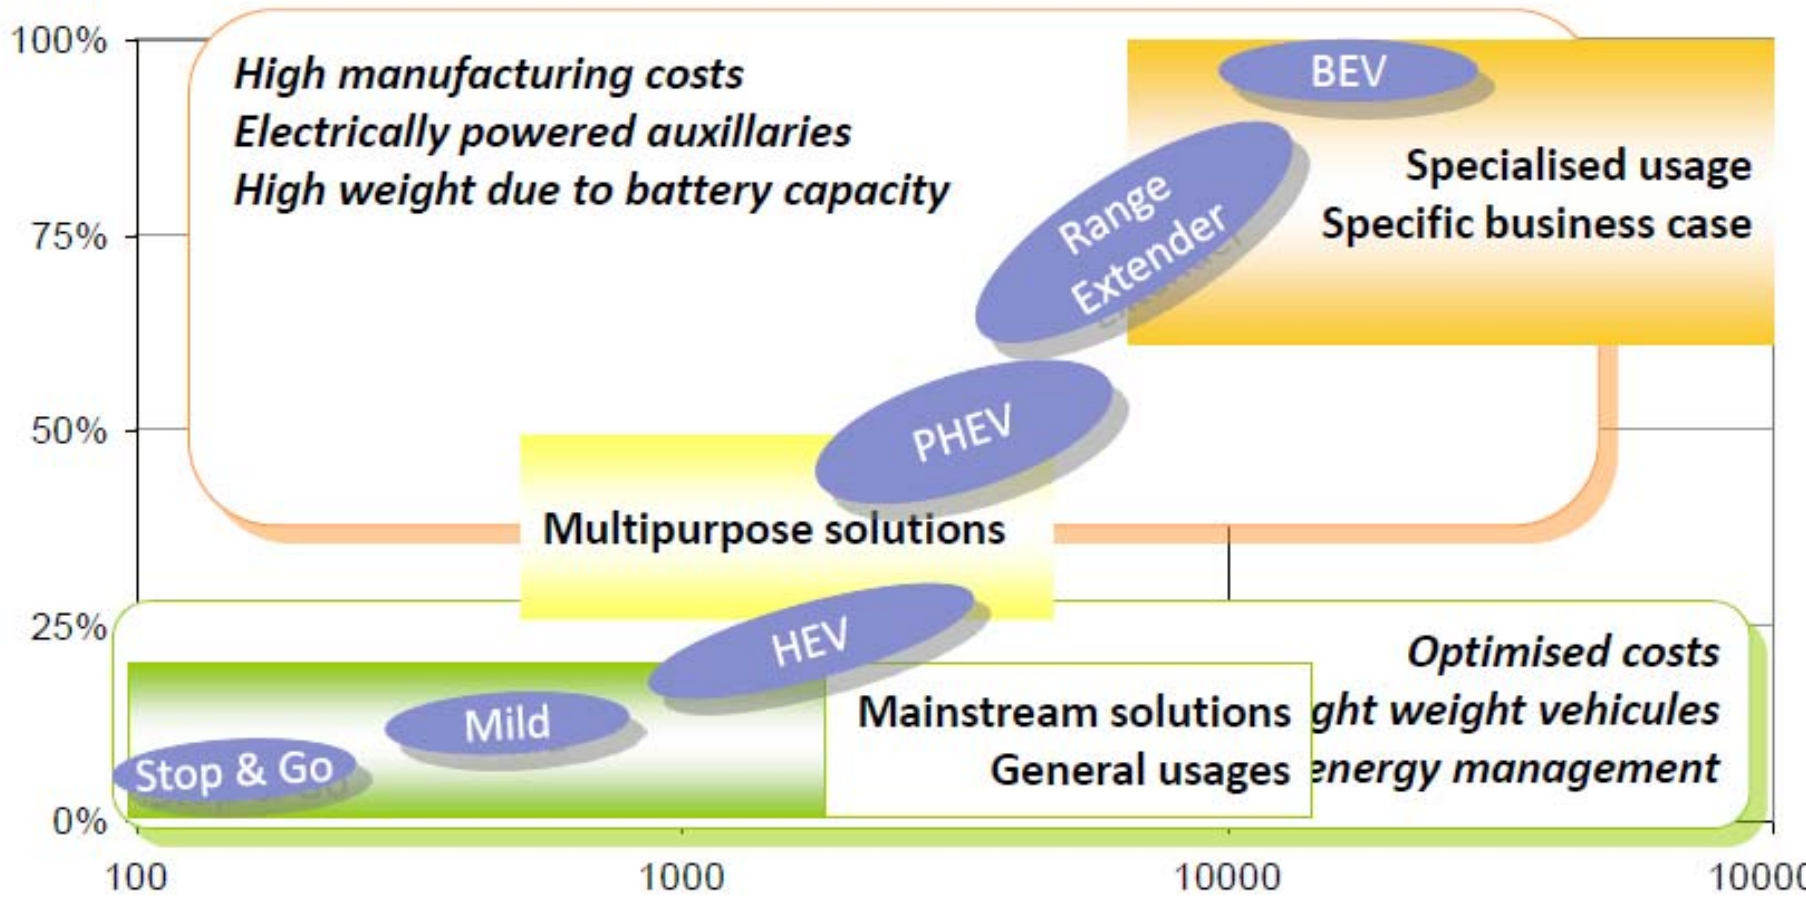 100%
High manufacturing costs
Electrically powered auxillaries
High weight due to battery capacity
BEV
Specialised usage
Specific business case
Range
Extender
75%
50%
PHEV
Multipurpose solutions
25%
HEV
Optimised costs
Mainstream solutions
ght weight vehicules
General usages
energy management
Mild
Stop & Go
0%
100
1000
10000